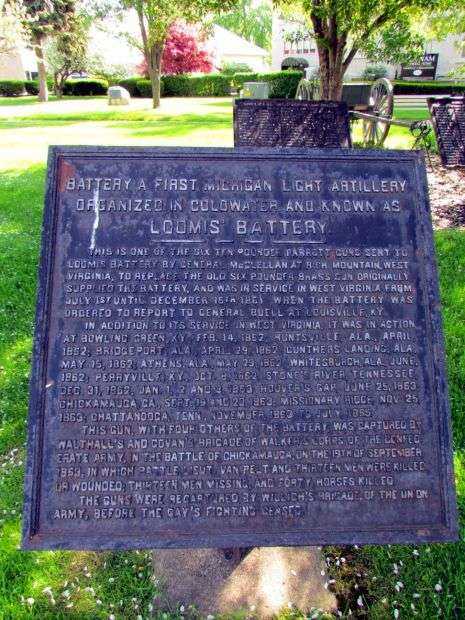 BATTERY A FIRST MICHIGAN LIGHT ARTILLERY
ORGANIZED IN COLDWATER AND KNOWN AS
LOOMIS' BATTERY
THIS IS ONE OF THE SIX TEN POUNDER PARROTT GUNS SENT TO
LOOMIS BATTERY BY GENERAL McCLELLAN AT RICH MOUNTAIN, WEST
VIRGINIA, TO REPLACE THE OLD SIX POUNDER BRASS GUN ORIGINALLY
SUPPLIED THE BATTERY, AND WAS IN SERVICE IN WEST VIRGINIA FROM
JULY 1ST UNTIL DECEMBER 16TH 1861, WHEN THE BATTERY WAS
ORDERED TO REPORT TO GENERAL BUELL AT LOUISVILLE, KY.
IN ADDITION TO ITS SERVICE IN WEST VIRGINIA, IT WAS IN ACTION
AT BOWLING GREEN, KY., FEB. 14, 1862, HUNTSVILLE, ALA., APRIL
1862, BRIDGEPORT, ALA., APRIL 29, 1862, GUNTHERS LANDING, ALA.,
MAY 15, 1862, ATHENS, ALA., MAY 29, 1862, WHITESBURGH, ALA., JUNE,
1862, PERRYVILLE, KY., OCT. 8, 1862, STONES RIVER, TENNESSEE
DEC. 31, 1862, JAN. 1, 2 AND 3, 1863, HOOVER'S GAP, JUNE 25, 1863,
CHICKAMAUGA, GA., SEPT. 19 AND 20, 1863, MISSIONARY RIDGE, NOV. 25,
1863, CHATTANOOGA, TENN., NOVEMBER 1863 TO JULY 1865.
THIS GUN, WITH FOUR OTHERS OF THE BATTERY, WAS CAPTURED BY
WALTHALL'S AND GOVAN'S BRIGADE OF WALKER'S CORPS OF THE CONFED-
ERATE ARMY, IN THE BATTLE OF CHICKAMAUGA, ON THE 19TH OF SEPTEMBER
1863, IN WHICH BATTLE LIEUT. VAN PELT AND THIRTEEN MEN WERE KILLED
OR WOUNDED, THIRTEEN MEN MISSING, AND FORTY HORSES KILLED.
THE GUNS WERE RECAPTURED BY WILLICH'S BRIGADE, OF THE UNION
ARMY, BEFORE THE DAY'S FIGHTING CEASED.